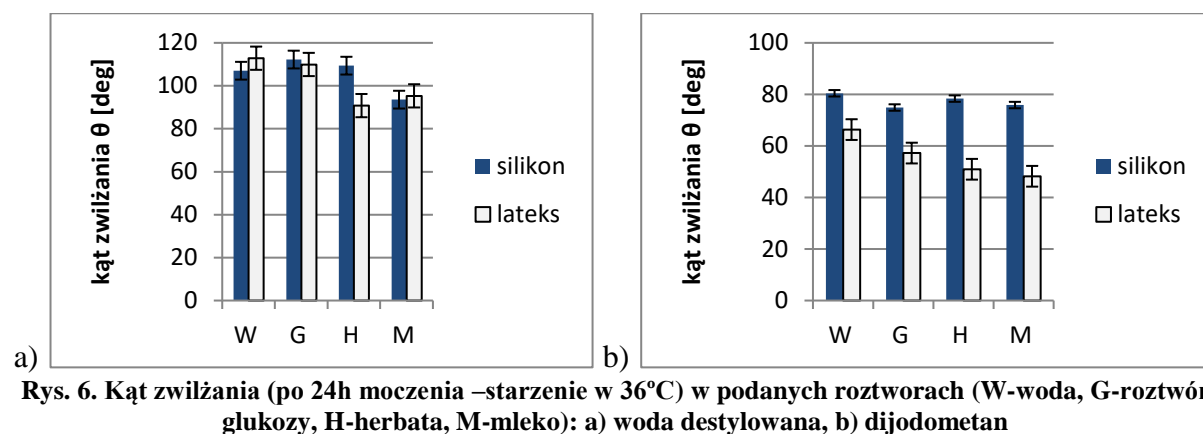 a)
kąt zwilżania θ [deg]
120
100
80
60
40
20
0
W G H M
silikon
lateks
b)
kąt zwilżania θ [deg]
100
80
60
40
20
0
W G H M
silikon
lateks
Rys. 6. Kąt zwilżania (po 24h moczenia –starzenie w 36ºC) w podanych roztworach (W-woda, G-roztwór
glukozy, H-herbata, M-mleko): a) woda destylowana, b) dijodometan